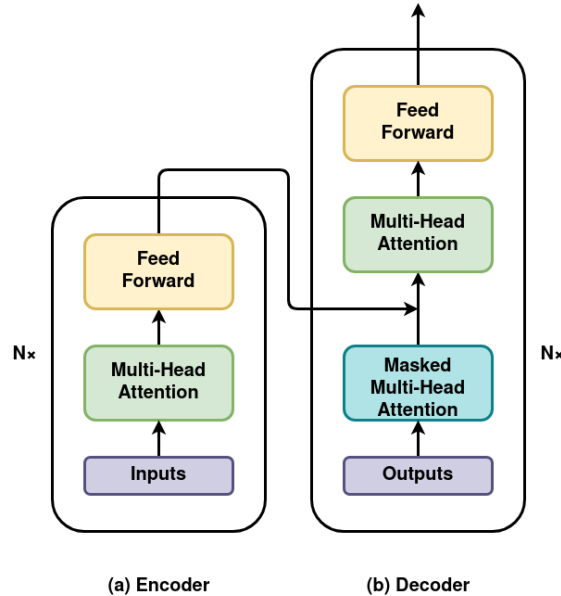 Feed
Forward
Multi-Head
Attention
Feed
Forward
N×
Multi-Head
Attention
Masked
Multi-Head
Attention
N×
Inputs
Outputs
(a) Encoder
(b) Decoder